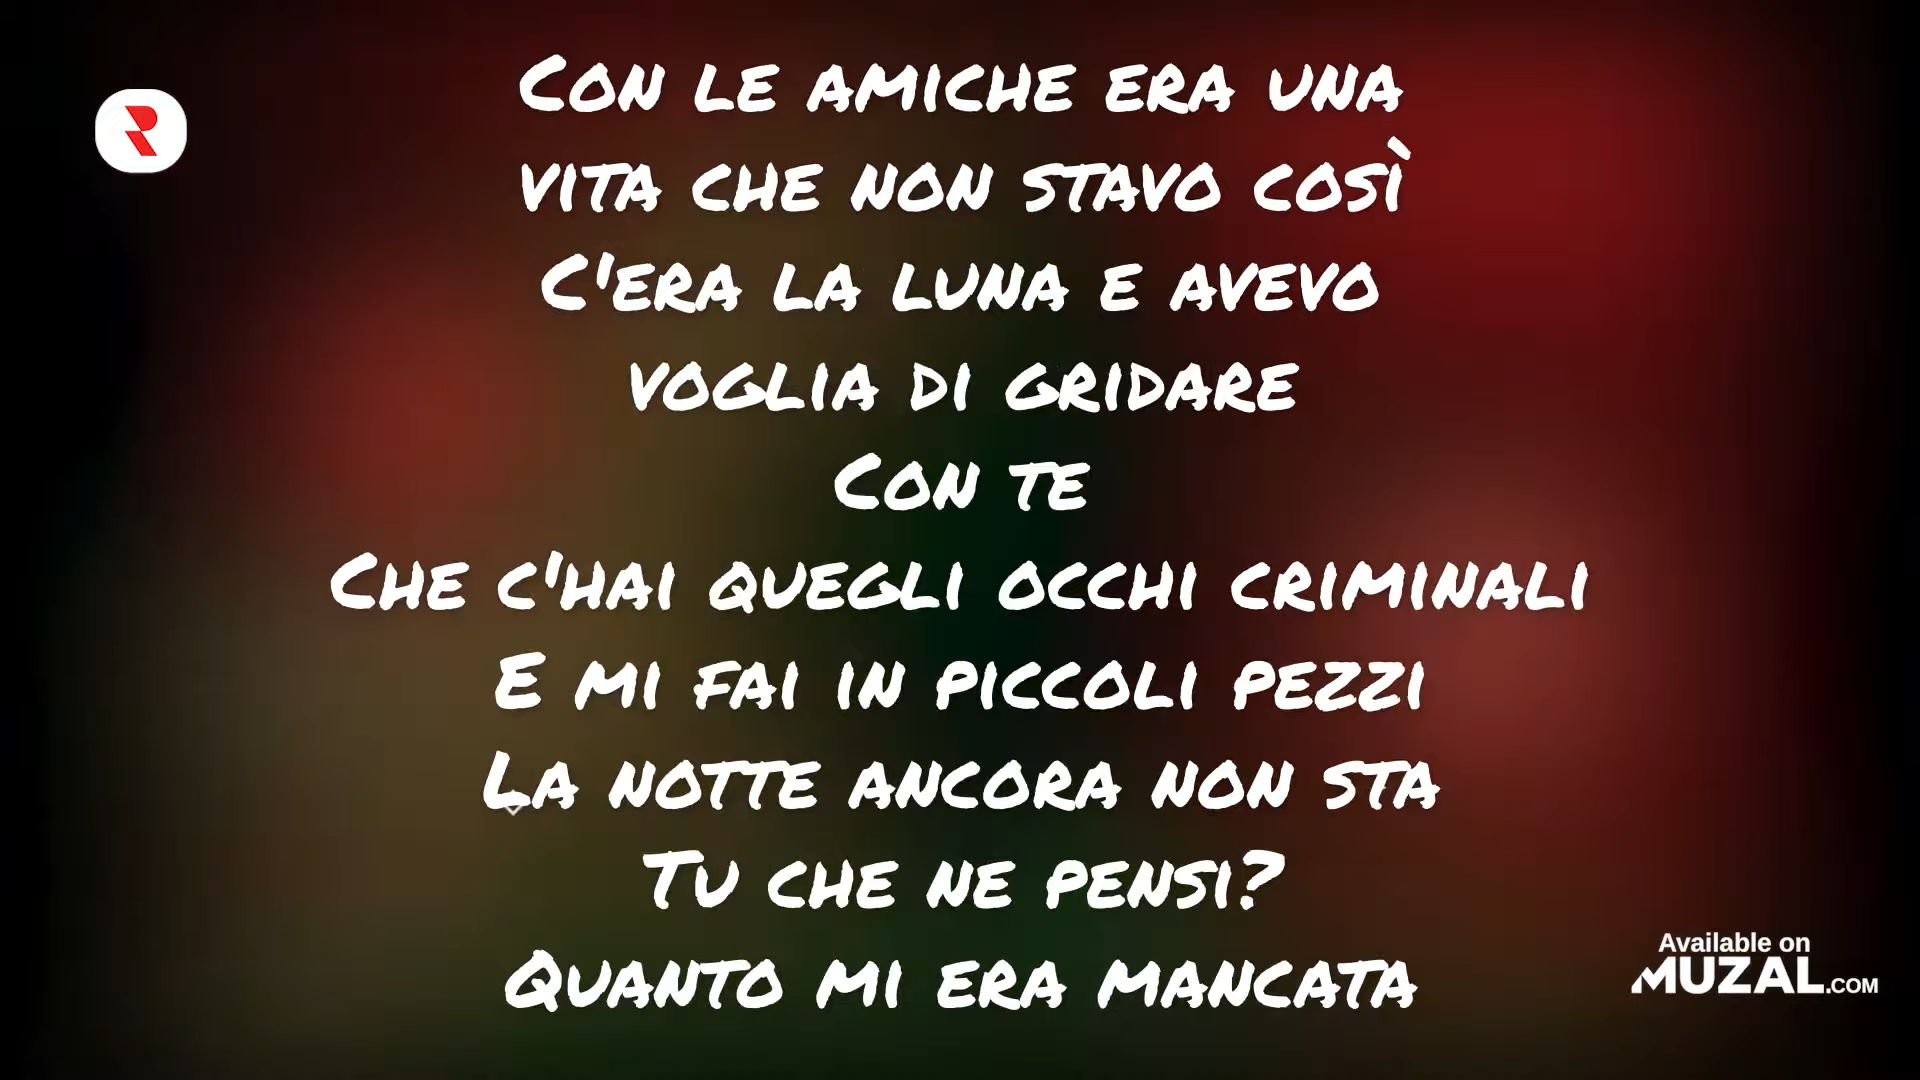 Con le amiche era una
vita che non stavo così
C'era la luna e avevo
voglia di gridare
Con te
Che c'hai quegli occhi criminali
E mi fai in piccoli pezzi
La notte ancora non sta
Tu che ne pensi?
Quanto mi era mancata
R
Available on
MUZAL.COM